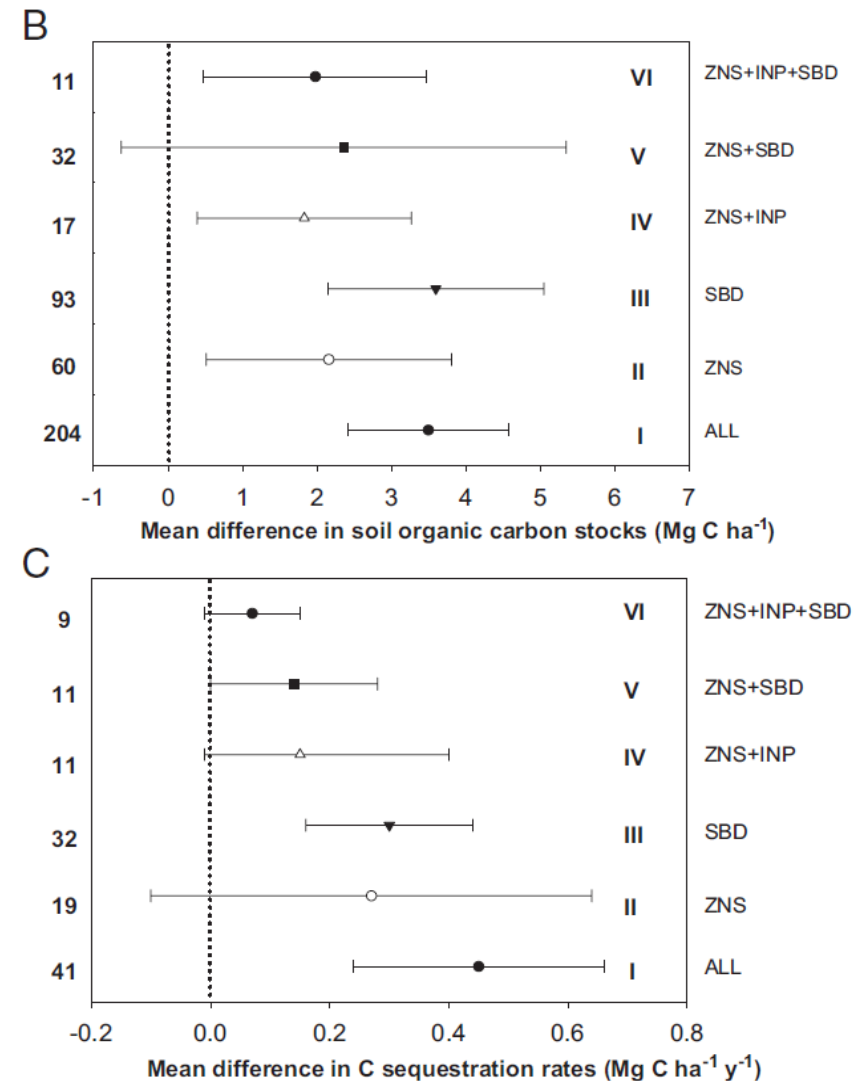 B
11 VI ZNS+INP+SBD
32 V ZNS+SBD
17 IV ZNS+INP
93 III SBD
60 II ZNS
204 I ALL
-1 0 1 2 3 4 5 6 7
Mean difference in soil organic carbon stocks (Mg C ha⁻¹)
C
9 VI ZNS+INP+SBD
11 V ZNS+SBD
11 IV ZNS+INP
32 III SBD
19 II ZNS
41 I ALL
-0.2 0.0 0.2 0.4 0.6 0.8
Mean difference in C sequestration rates (Mg C ha⁻¹ y⁻¹)